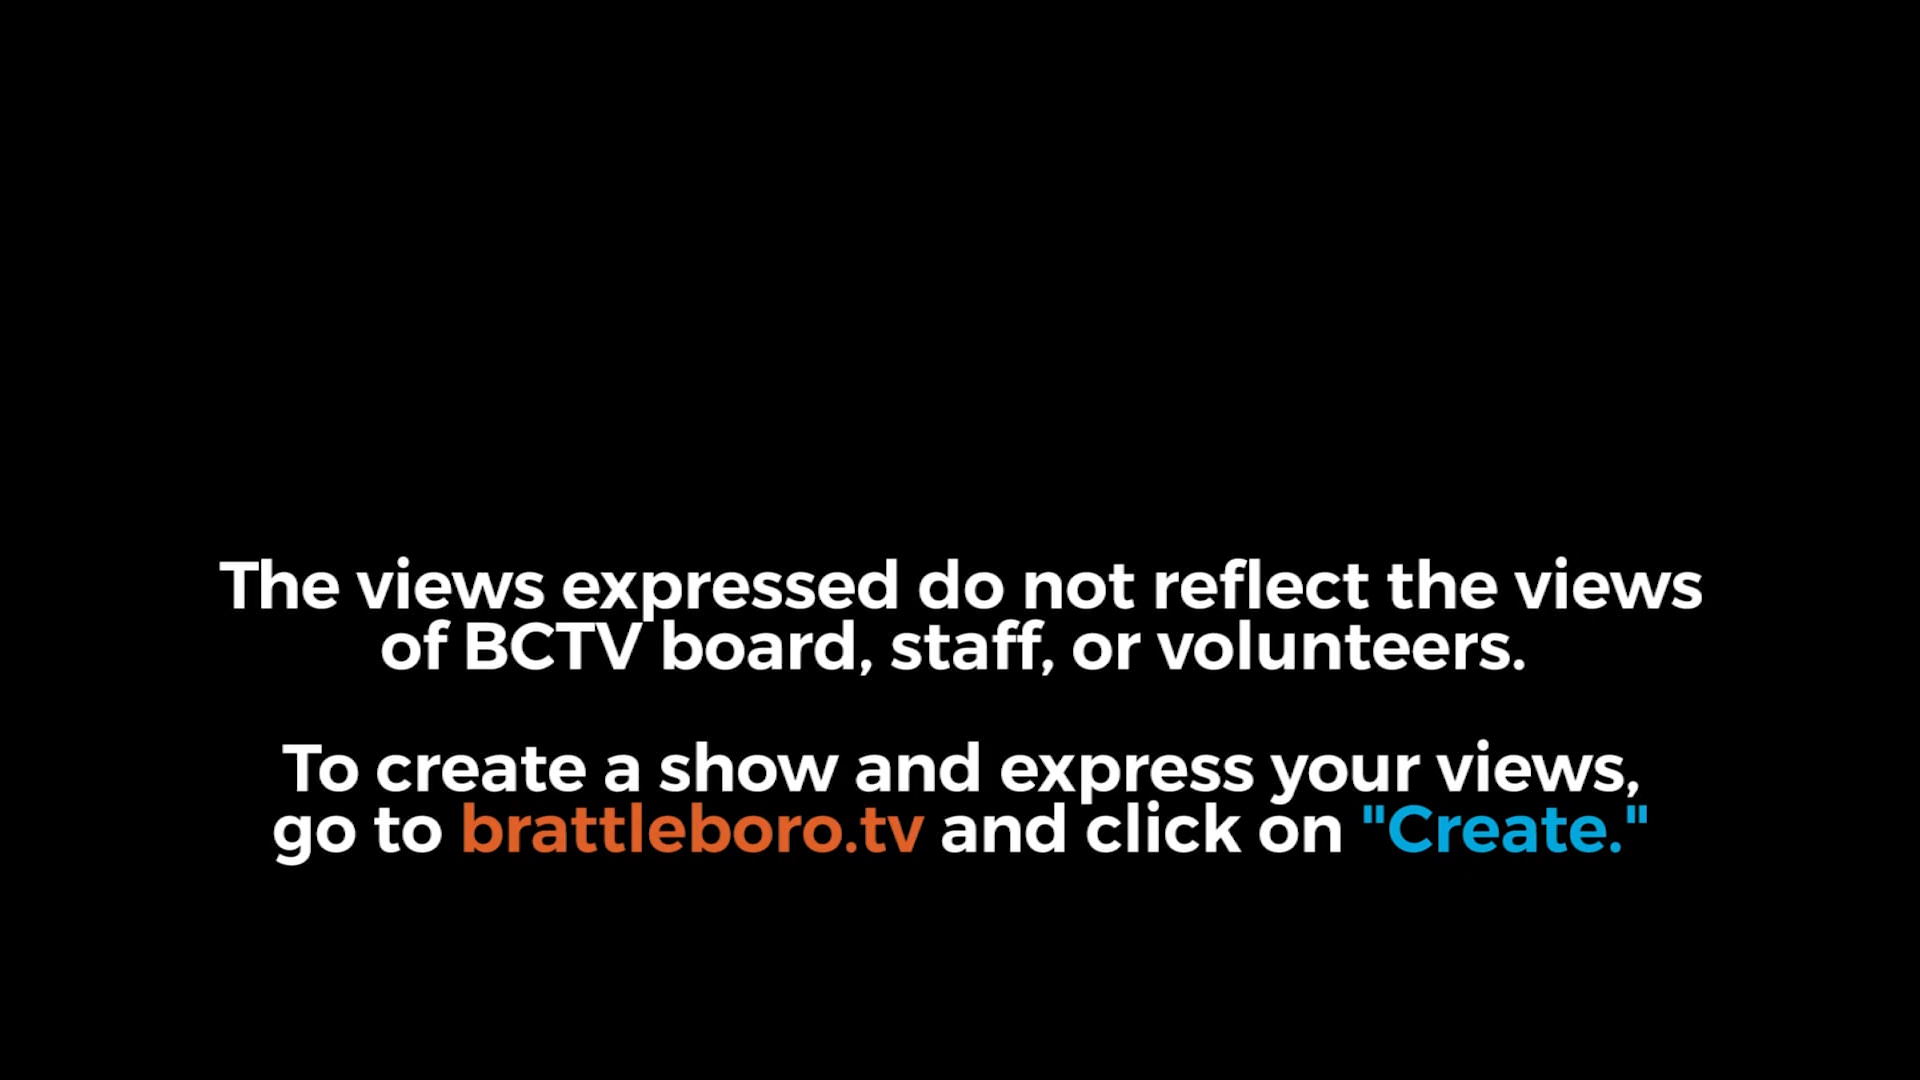 The views expressed do not reflect the views
of BCTV board, staff, or volunteers.
To create a show and express your views,
go to brattleboro.tv and click on "Create."